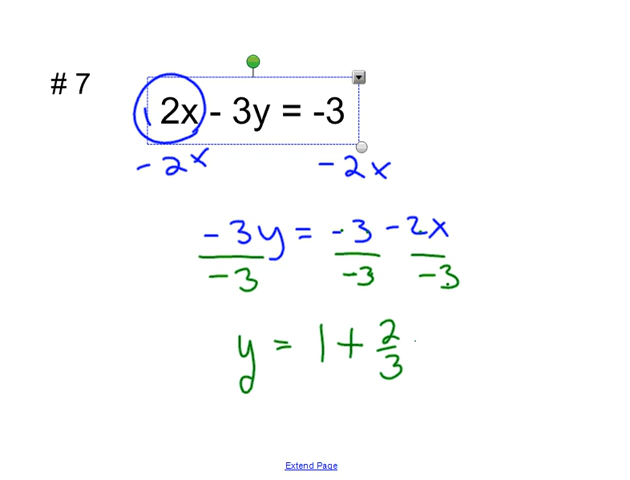 # 7
2x - 3y = -3
- 2x - 2x
- 3y = - 3 - 2x
-3 -3 -3
y = 1 + 2/3
Extend Page